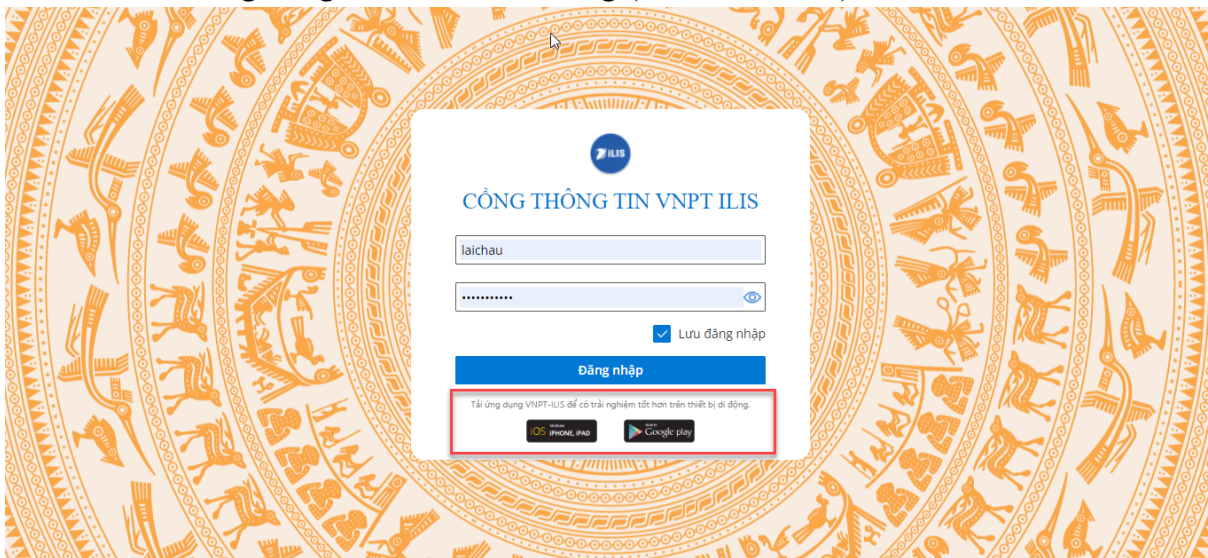 iLIS
CỔNG THÔNG TIN VNPT ILIS
laichau
Lưu đăng nhập
Đăng nhập
Tải ứng dụng VNPT-ILIS để có trải nghiệm tốt hơn trên thiết bị di động.
iOS IPHONE, IPAD
Google play